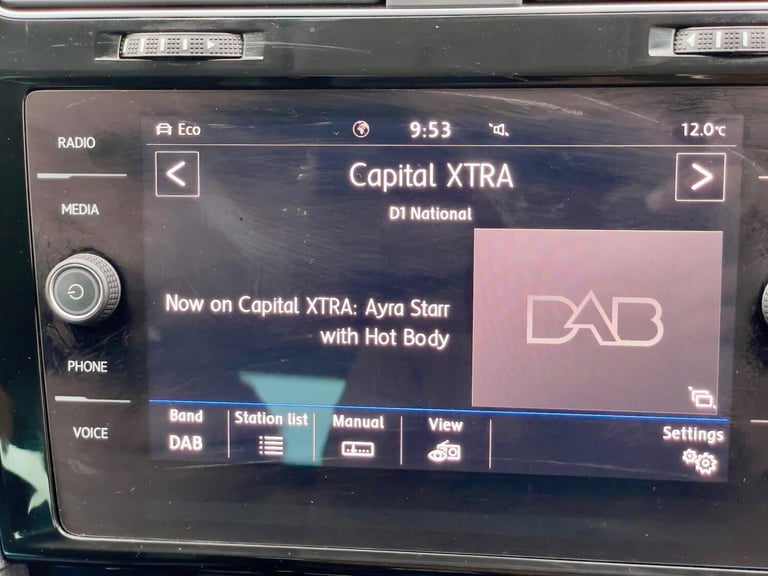 RADIO
MEDIA
PHONE
VOICE
Eco 9:53 12.0°C
< Capital XTRA >
D1 National
Now on Capital XTRA: Ayra Starr
with Hot Body
DAB
Band Station list Manual View Settings
DAB